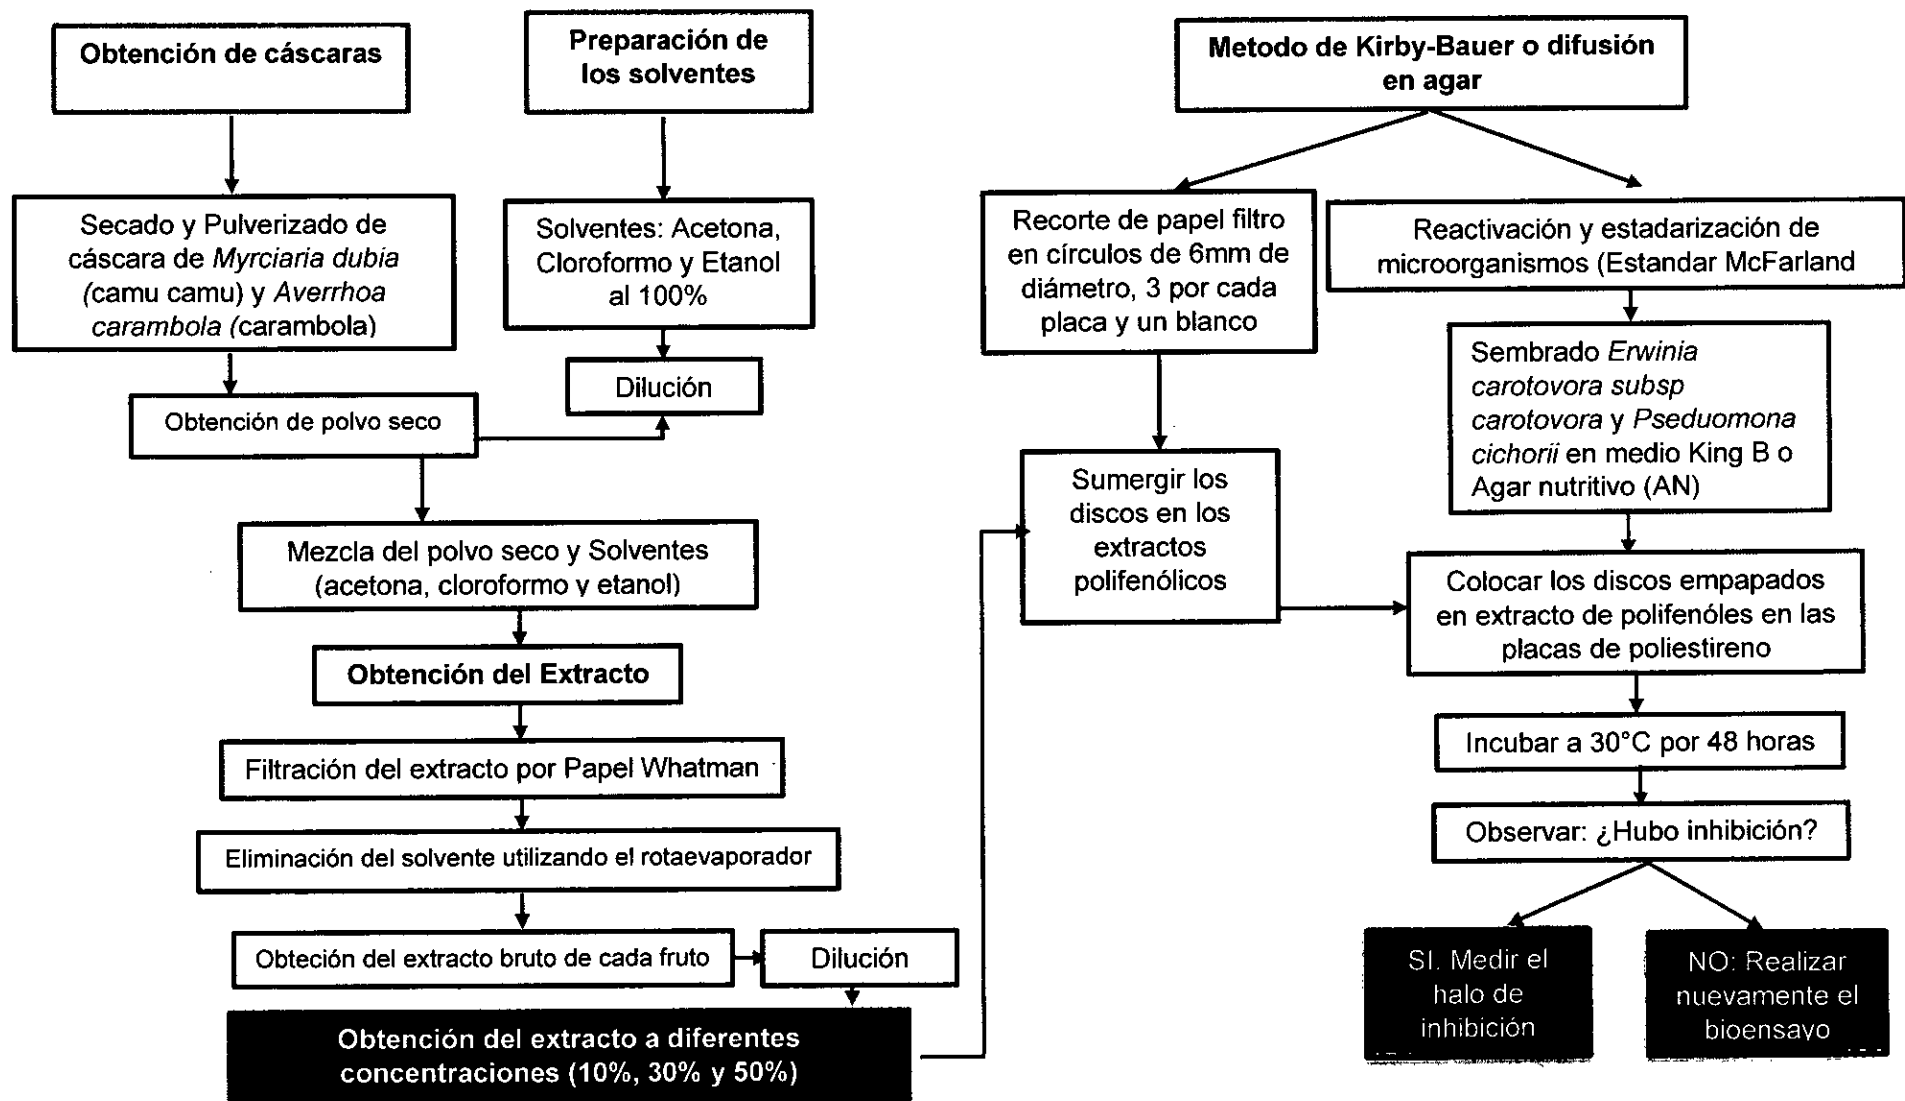 Obtención de cáscaras
Preparación de
los solventes
Secado y Pulverizado de
cáscara de Myrciaria dubia
(camu camu) y Averrhoa
carambola (carambola)
Solventes: Acetona,
Cloroformo y Etanol
al 100%
Dilución
Obtención de polvo seco
Mezcla del polvo seco y Solventes
(acetona, cloroformo y etanol)
Obtención del Extracto
Filtración del extracto por Papel Whatman
Eliminación del solvente utilizando el rotaevaporador
Obteción del extracto bruto de cada fruto
Dilución
Obtención del extracto a diferentes
concentraciones (10%, 30% y 50%)
Metodo de Kirby-Bauer o difusión
en agar
Recorte de papel filtro
en círculos de 6mm de
diámetro, 3 por cada
placa y un blanco
Reactivación y estadarización de
microorganismos (Estandar McFarland
Sembrado Erwinia
carotovora subsp
carotovora y Pseduomona
cichorii en medio King B o
Agar nutritivo (AN)
Sumergir los
discos en los
extractos
polifenólicos
Colocar los discos empapados
en extracto de polifenóles en las
placas de poliestireno
Incubar a 30°C por 48 horas
Observar: ¿Hubo inhibición?
SI. Medir el
halo de
inhibición
NO: Realizar
nuevamente el
bioensayo